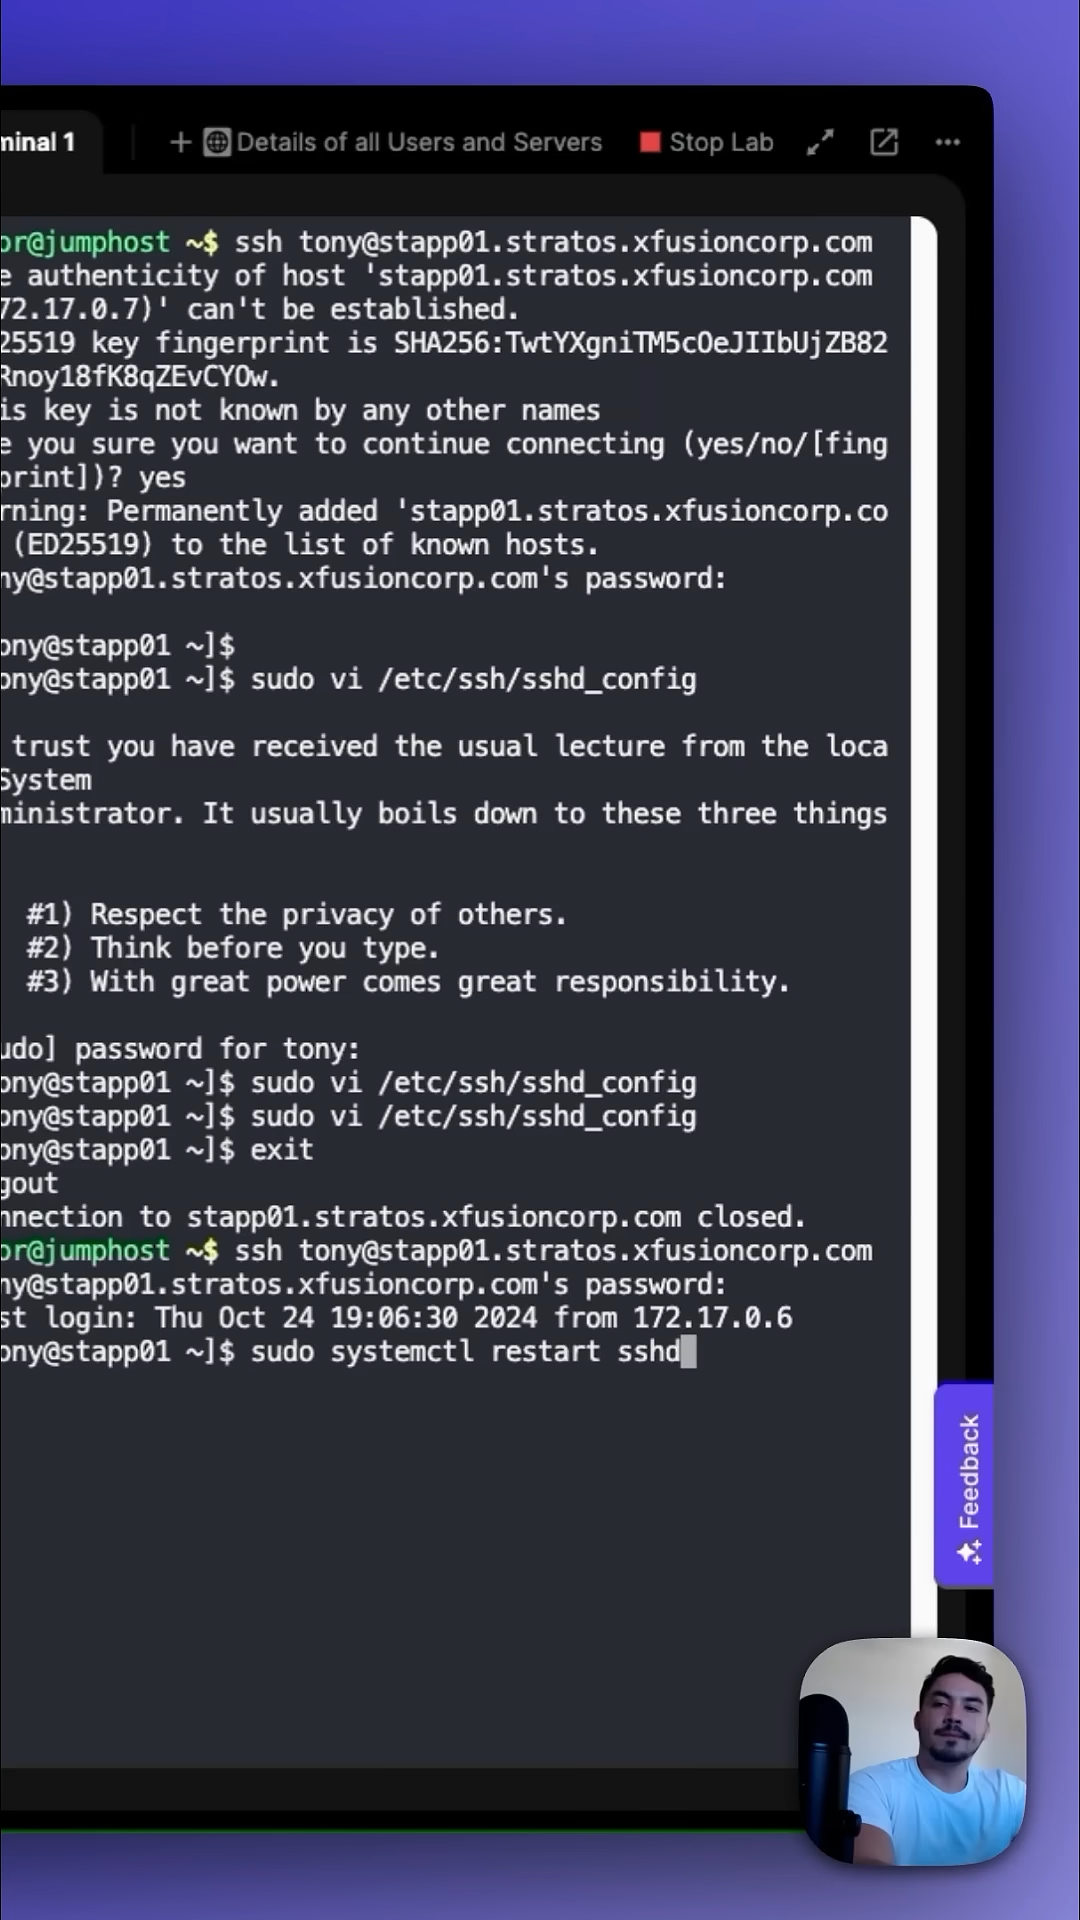 minal 1
+ Details of all Users and Servers
Stop Lab
or@jumphost ~$ ssh tony@stapp01.stratos.xfusioncorp.com
e authenticity of host 'stapp01.stratos.xfusioncorp.com
72.17.0.7)' can't be established.
25519 key fingerprint is SHA256:TwtYXgniTM5cOeJIIbUjZB82
Rnoy18fK8qZEvCYOw.
is key is not known by any other names
e you sure you want to continue connecting (yes/no/[fing
print])? yes
rning: Permanently added 'stapp01.stratos.xfusioncorp.co
(ED25519) to the list of known hosts.
ny@stapp01.stratos.xfusioncorp.com's password:
ony@stapp01 ~]$
ony@stapp01 ~]$ sudo vi /etc/ssh/sshd_config
trust you have received the usual lecture from the loca
System
ministrator. It usually boils down to these three things
#1) Respect the privacy of others.
#2) Think before you type.
#3) With great power comes great responsibility.
udo] password for tony:
ony@stapp01 ~]$ sudo vi /etc/ssh/sshd_config
ony@stapp01 ~]$ sudo vi /etc/ssh/sshd_config
ony@stapp01 ~]$ exit
gout
nnection to stapp01.stratos.xfusioncorp.com closed.
or@jumphost ~$ ssh tony@stapp01.stratos.xfusioncorp.com
ny@stapp01.stratos.xfusioncorp.com's password:
st login: Thu Oct 24 19:06:30 2024 from 172.17.0.6
ony@stapp01 ~]$ sudo systemctl restart sshd
Feedback